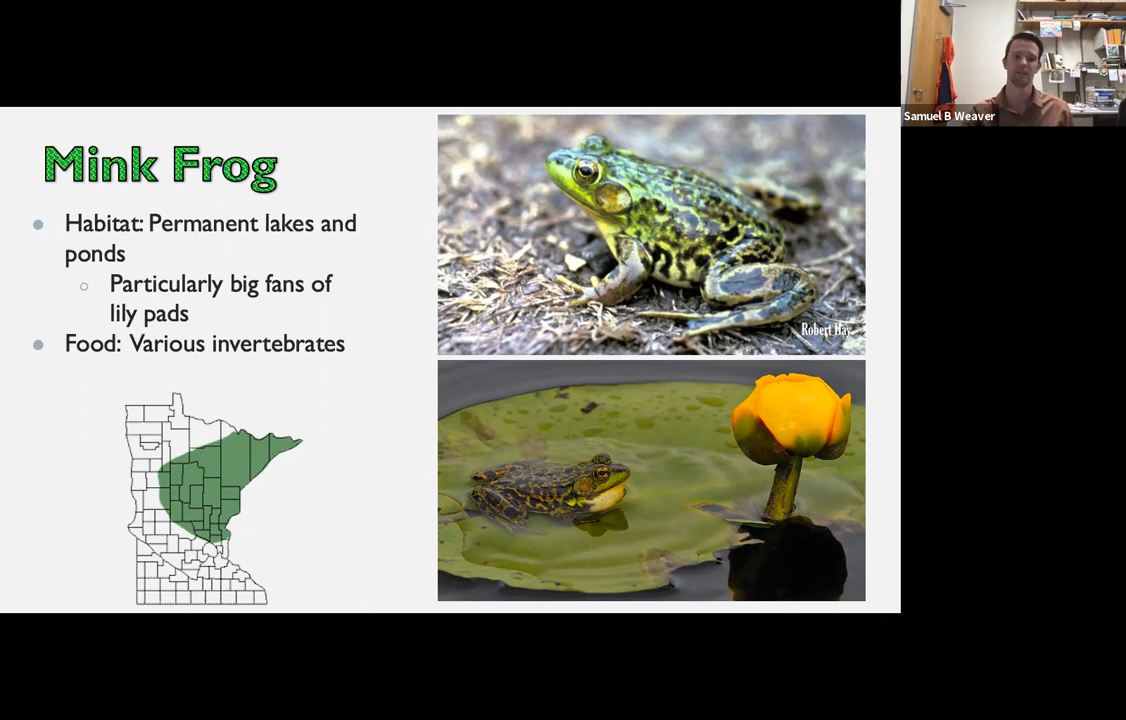 Samuel B Weaver
Mink Frog
Habitat: Permanent lakes and
ponds
Particularly big fans of
lily pads
Food: Various invertebrates
Robert Hay